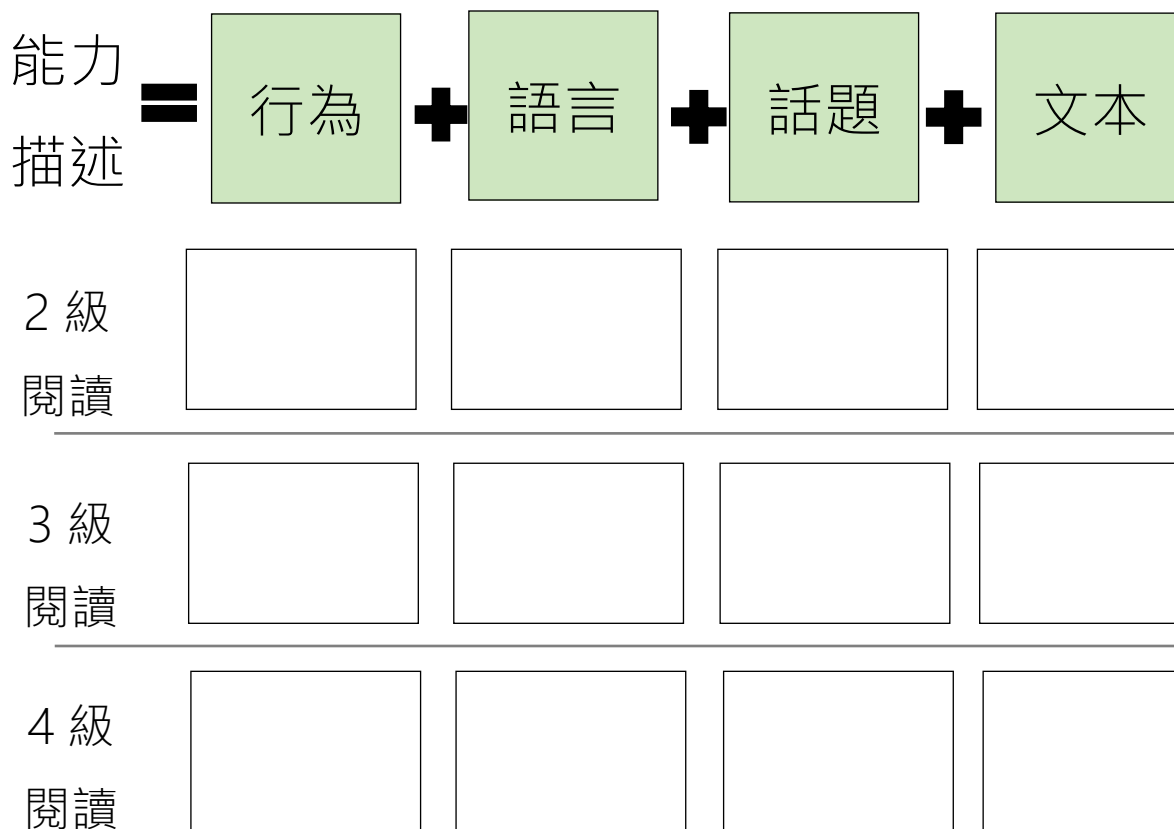 能力
描述
= 行為 + 語言 + 話題 + 文本
2 級
閱讀
3 級
閱讀
4 級
閱讀